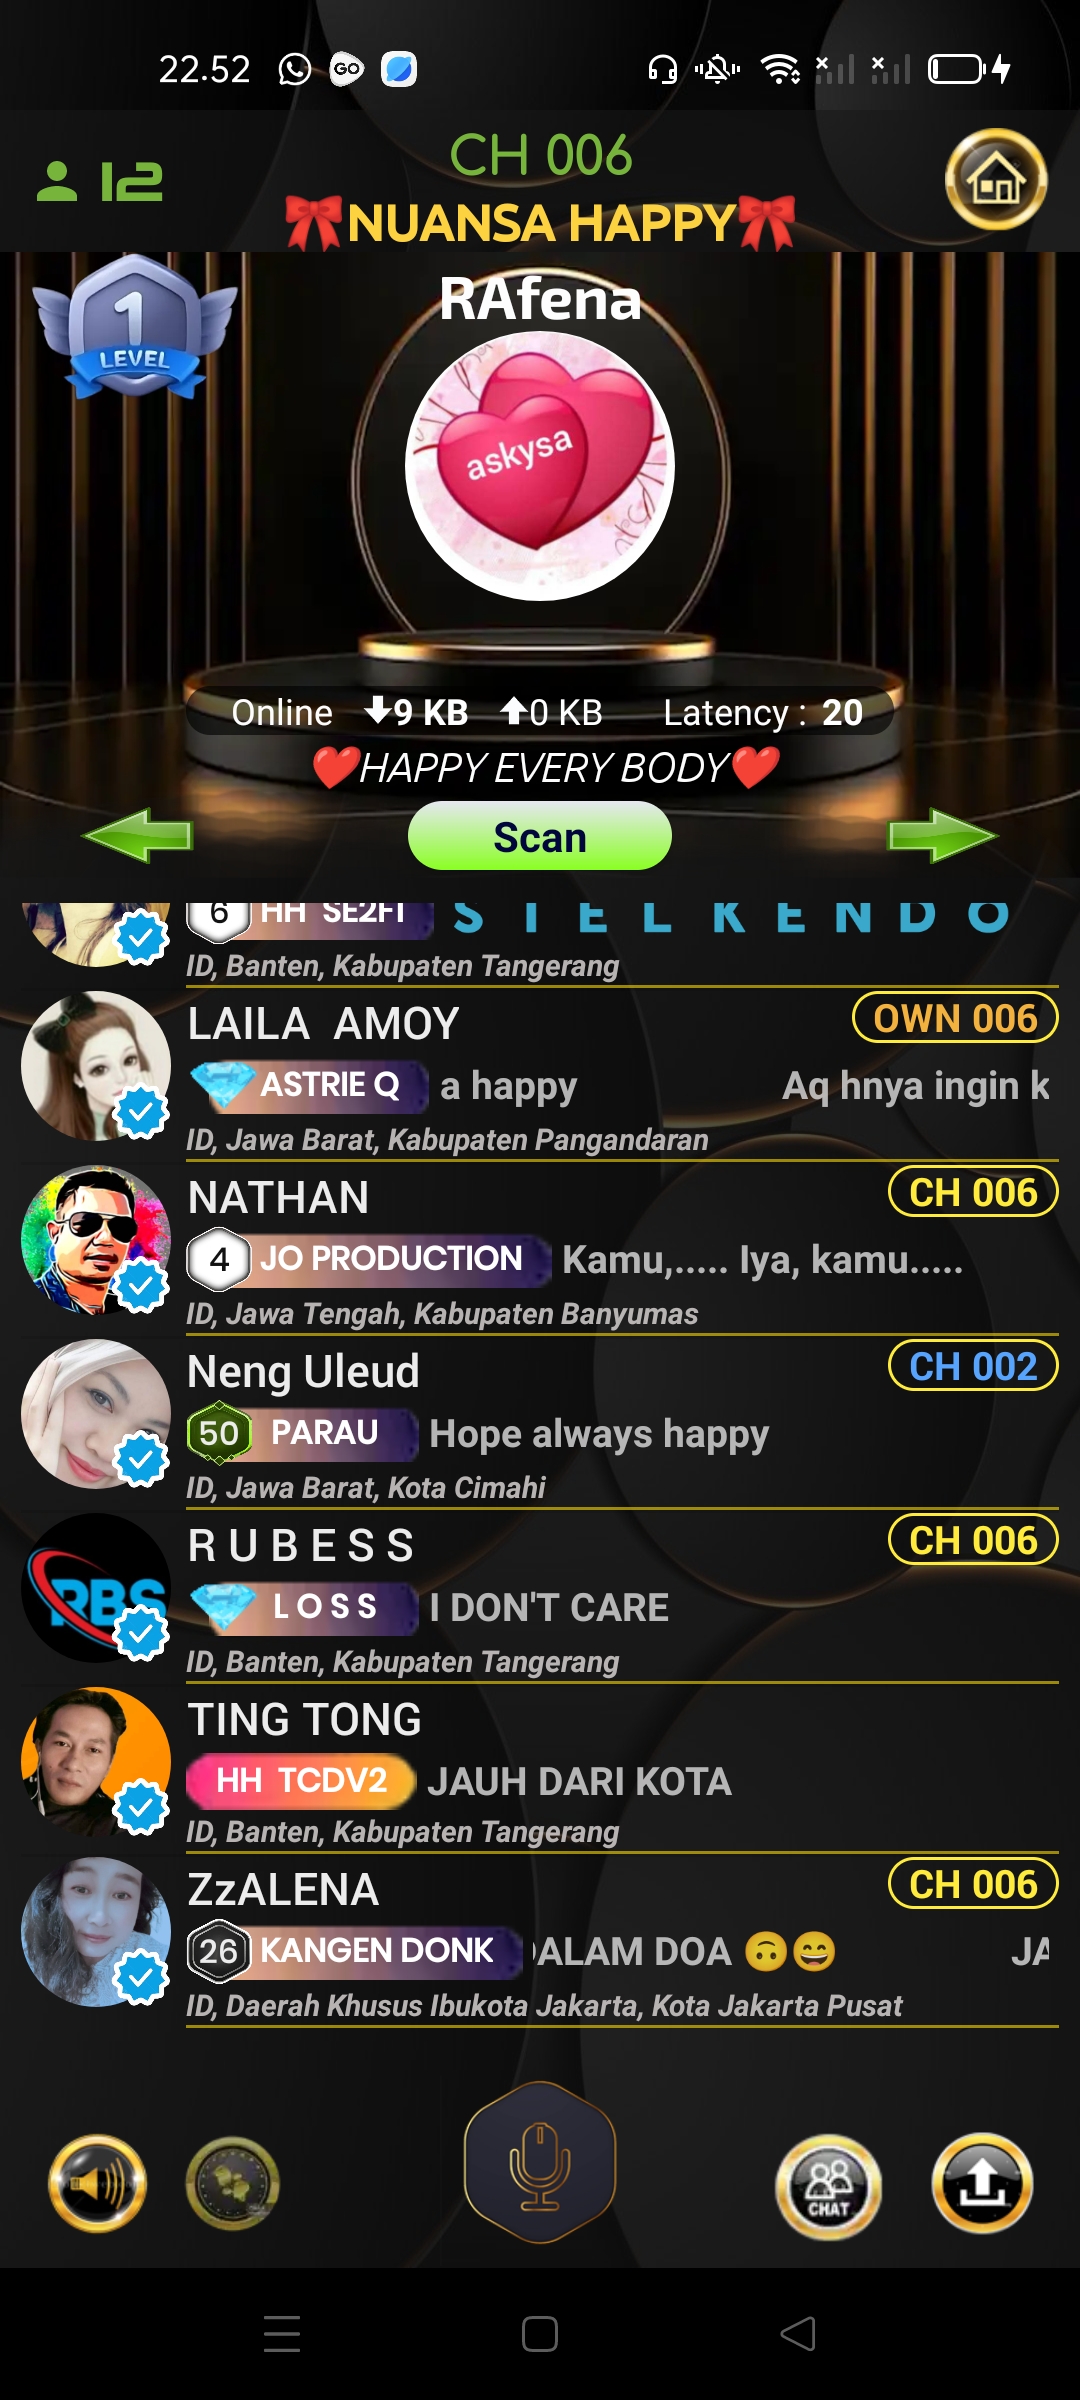 22.52
GO
12
CH 006
🎀NUANSA HAPPY🎀
1
LEVEL
RAfena
askysa
Online 9 KB 0 KB Latency : 20
❤️HAPPY EVERY BODY❤️
Scan
6 HH SE2FT S T E L K E N D O
ID, Banten, Kabupaten Tangerang
LAILA AMOY OWN 006
ASTRIE Q a happy Aq hnya ingin k
ID, Jawa Barat, Kabupaten Pangandaran
NATHAN CH 006
4 JO PRODUCTION Kamu,..... Iya, kamu.....
ID, Jawa Tengah, Kabupaten Banyumas
Neng Uleud CH 002
50 PARAU Hope always happy
ID, Jawa Barat, Kota Cimahi
R U B E S S CH 006
RBS
L O S S I DON'T CARE
ID, Banten, Kabupaten Tangerang
TING TONG
HH TCDV2 JAUH DARI KOTA
ID, Banten, Kabupaten Tangerang
ZzALENA CH 006
26 KANGEN DONK ALAM DOA 🙃😄 JA
ID, Daerah Khusus Ibukota Jakarta, Kota Jakarta Pusat
CHAT